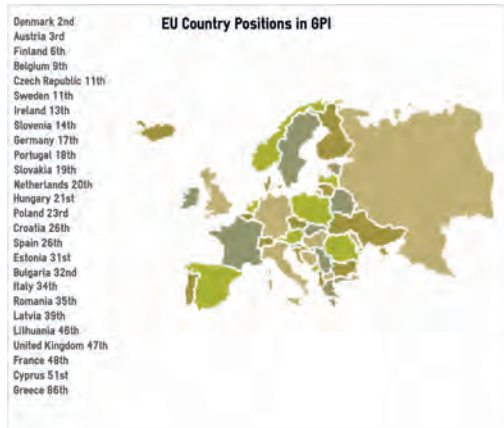 EU Country Positions in GPI
Denmark 2nd
Austria 3rd
Finland 6th
Belgium 9th
Czech Republic 11th
Sweden 11th
Ireland 13th
Slovenia 14th
Germany 17th
Portugal 18th
Slovakia 19th
Netherlands 20th
Hungary 21st
Poland 23rd
Croatia 26th
Spain 26th
Estonia 31st
Bulgaria 32nd
Italy 34th
Romania 35th
Latvia 39th
Lithuania 46th
United Kingdom 47th
France 48th
Cyprus 51st
Greece 86th